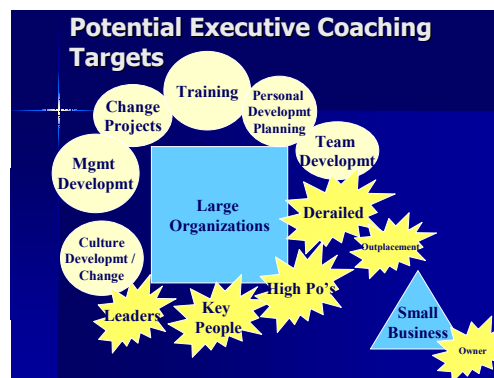 Potential Executive Coaching
Targets
Training
Personal
Developmt
Planning
Change
Projects
Team
Developmt
Mgmt
Developmt
Large
Organizations
Derailed
Culture
Developmt /
Change
Outplacement
High Po's
Leaders
Key
People
Small
Business
Owner